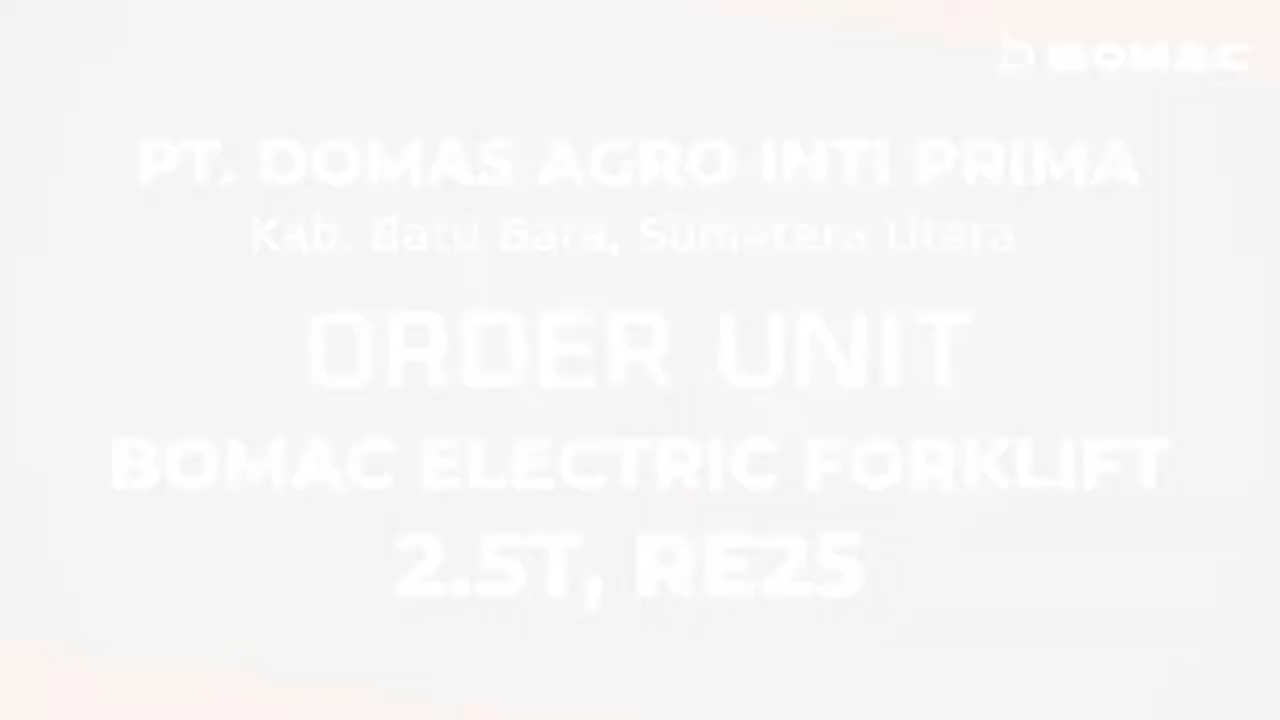 BOMAC
PT. DOMAS AGRO INTI PRIMA
Kab. Batu Bara, Sumatera Utara
ORDER UNIT
BOMAC ELECTRIC FORKLIFT
2.5T, RE25